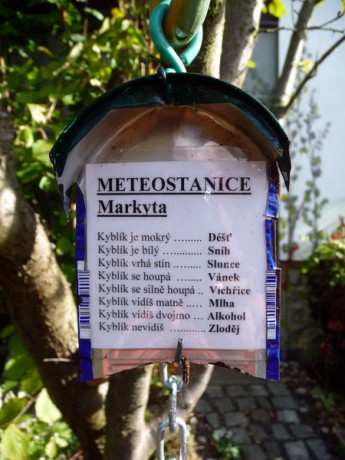 METEOSTANICE
Markyta
Kyblík je mokrý ......... Déšť
Kyblík je bílý ............. Sníh
Kyblík vrhá stín ......... Slunce
Kyblík se houpá ......... Vánek
Kyblík se silně houpá .. Vichřice
Kyblík vidíš matně ...... Mlha
Kyblík vidíš dvojmo ... Alkohol
Kyblík nevidíš ............ Zloděj